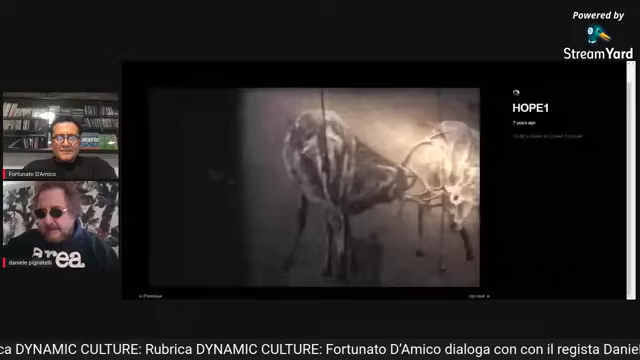 Powered by
StreamYard
HOPE1
7 years ago
Fortunato D'Amico
daniele pignatelli
area.
« Previous
Up next »
ca DYNAMIC CULTURE: Rubrica DYNAMIC CULTURE: Fortunato D'Amico dialoga con con il regista Daniel